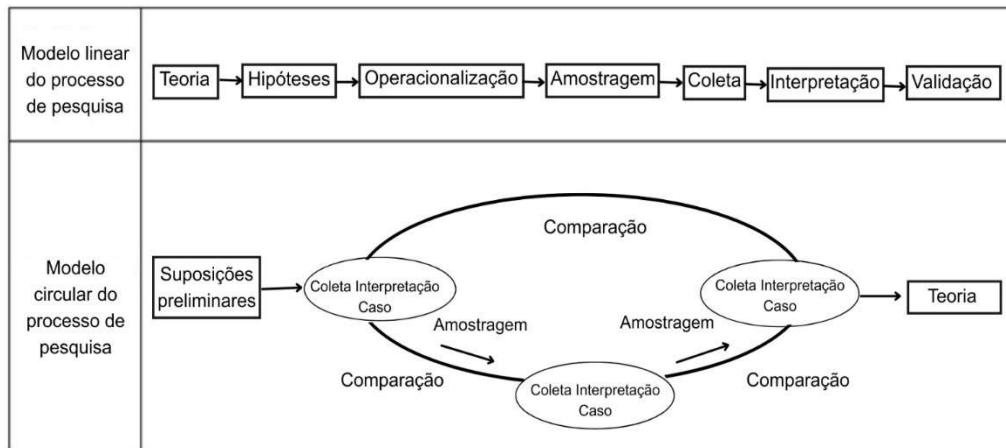 Modelo linear
do processo
de pesquisa
Teoria
Hipóteses
Operacionalização
Amostragem
Coleta
Interpretação
Validação
Modelo
circular do
processo de
pesquisa
Suposições
preliminares
Comparação
Coleta Interpretação
Caso
Amostragem
Comparação
Coleta Interpretação
Caso
Amostragem
Comparação
Coleta Interpretação
Caso
Teoria